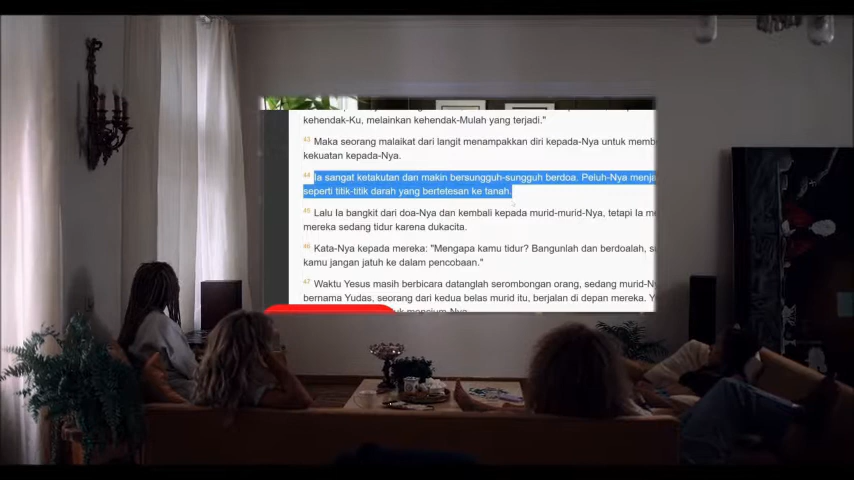 kehendak-Ku, melainkan kehendak-Mulah yang terjadi."
43 Maka seorang malaikat dari langit menampakkan diri kepada-Nya untuk memb
kekuatan kepada-Nya.
44 Ia sangat ketakutan dan makin bersungguh-sungguh berdoa. Peluh-Nya menja
seperti titik-titik darah yang bertetesan ke tanah.
45 Lalu Ia bangkit dari doa-Nya dan kembali kepada murid-murid-Nya, tetapi Ia m
mereka sedang tidur karena dukacita.
46 Kata-Nya kepada mereka: "Mengapa kamu tidur? Bangunlah dan berdoalah, s
kamu jangan jatuh ke dalam pencobaan."
47 Waktu Yesus masih berbicara datanglah serombongan orang, sedang murid-N
bernama Yudas, seorang dari kedua belas murid itu, berjalan di depan mereka. Y
uk mencium-Nya.